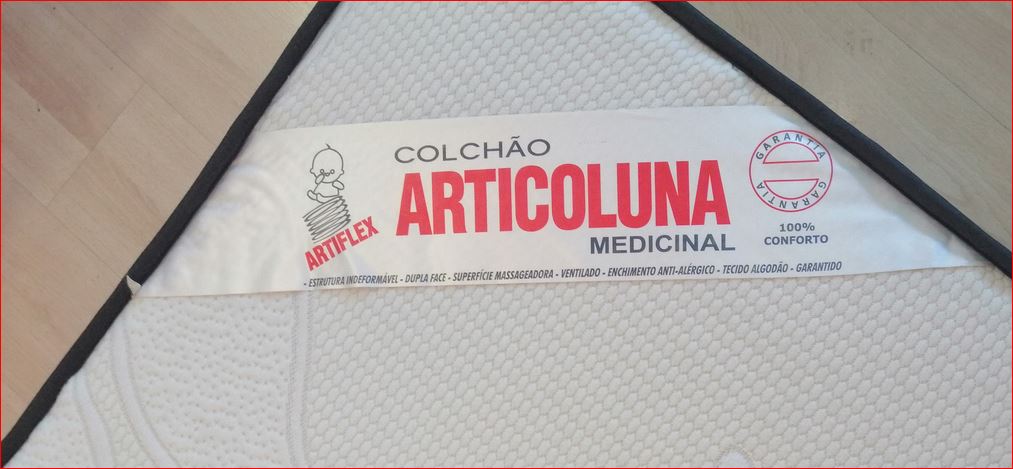 COLCHÃO
ARTICOLUNA
MEDICINAL
ARTIFLEX
GARANTIA
GARANTIA
100%
CONFORTO
- ESTRUTURA INDEFORMÁVEL - DUPLA FACE - SUPERFÍCIE MASSAGEADORA - VENTILADO - ENCHIMENTO ANTI-ALÉRGICO - TECIDO ALGODÃO - GARANTIDO